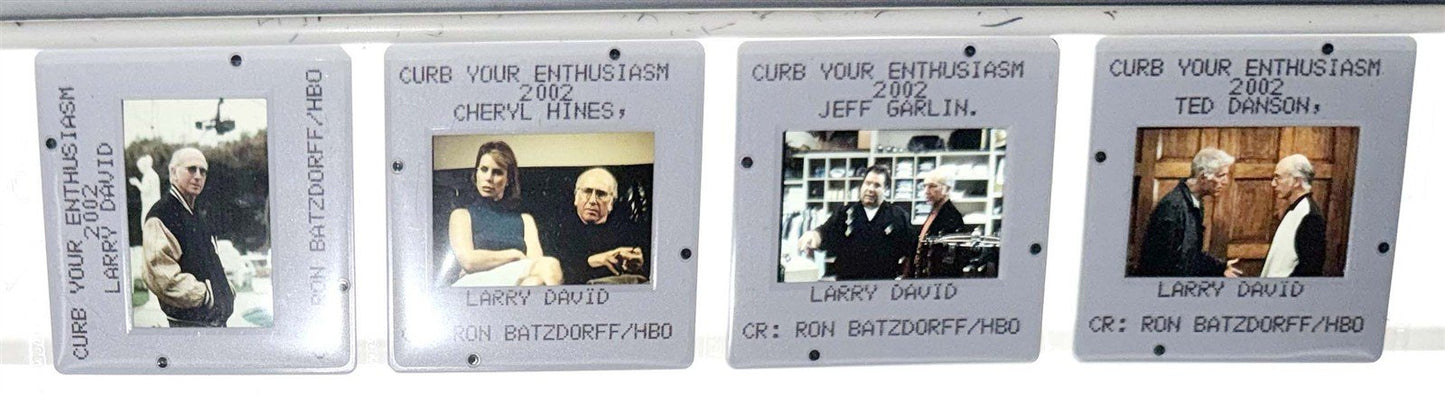 CURB YOUR ENTHUSIASM
2002
LARRY DAVID
RON BATZDORFF/HBO
CURB YOUR ENTHUSIASM
2002
CHERYL HINES,
LARRY DAVID
RON BATZDORFF/HBO
CURB YOUR ENTHUSIASM
2002
JEFF GARLIN.
LARRY DAVID
CR: RON BATZDORFF/HBO
CURB YOUR ENTHUSIASM
2002
TED DANSON,
LARRY DAVID
CR: RON BATZDORFF/HBO